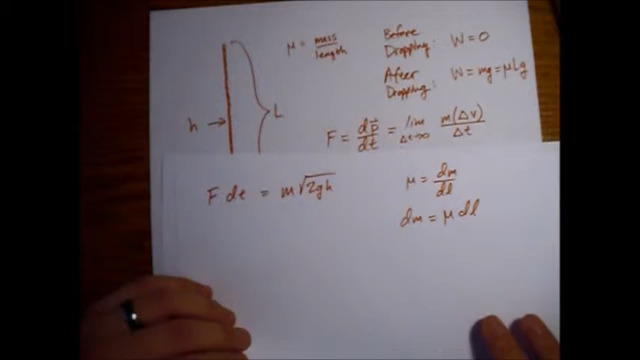 μ = mass/length
Before Dropping: W = 0
After Dropping: W = mg = μLg
h → L
F = dp⃗/dt = lim Δt→0 m(Δv)/Δt
F dt = m√2gh
μ = dm/dl
dm = μ dl